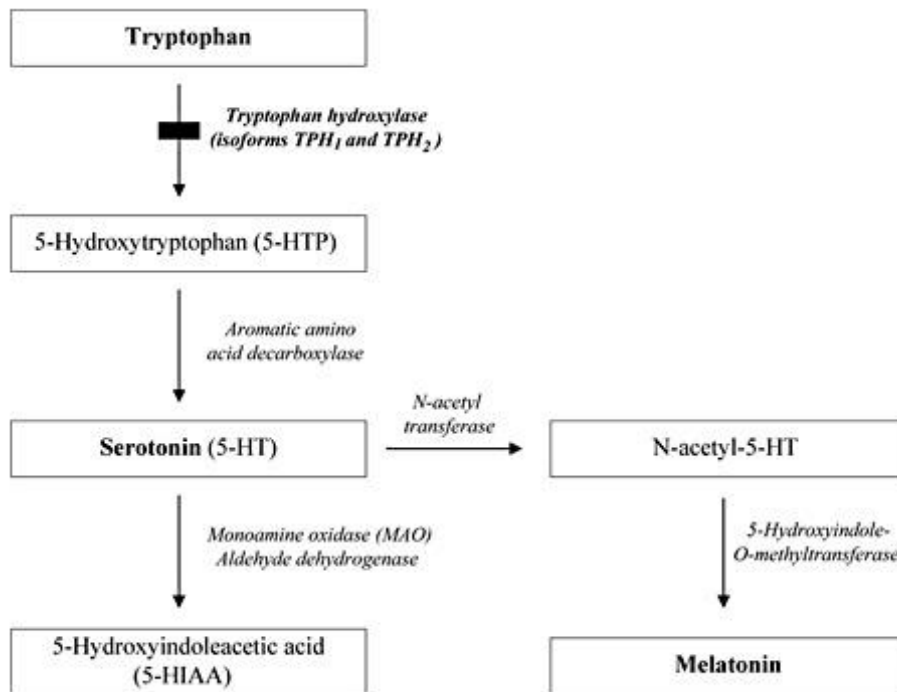 Tryptophan
Tryptophan hydroxylase
(isoforms TPH1 and TPH2 )
5-Hydroxytryptophan (5-HTP)
Aromatic amino
acid decarboxylase
N-acetyl
transferase
Serotonin (5-HT)
N-acetyl-5-HT
Monoamine oxidase (MAO)
Aldehyde dehydrogenase
5-Hydroxyindole-
O-methyltransferase
5-Hydroxyindoleacetic acid
(5-HIAA)
Melatonin